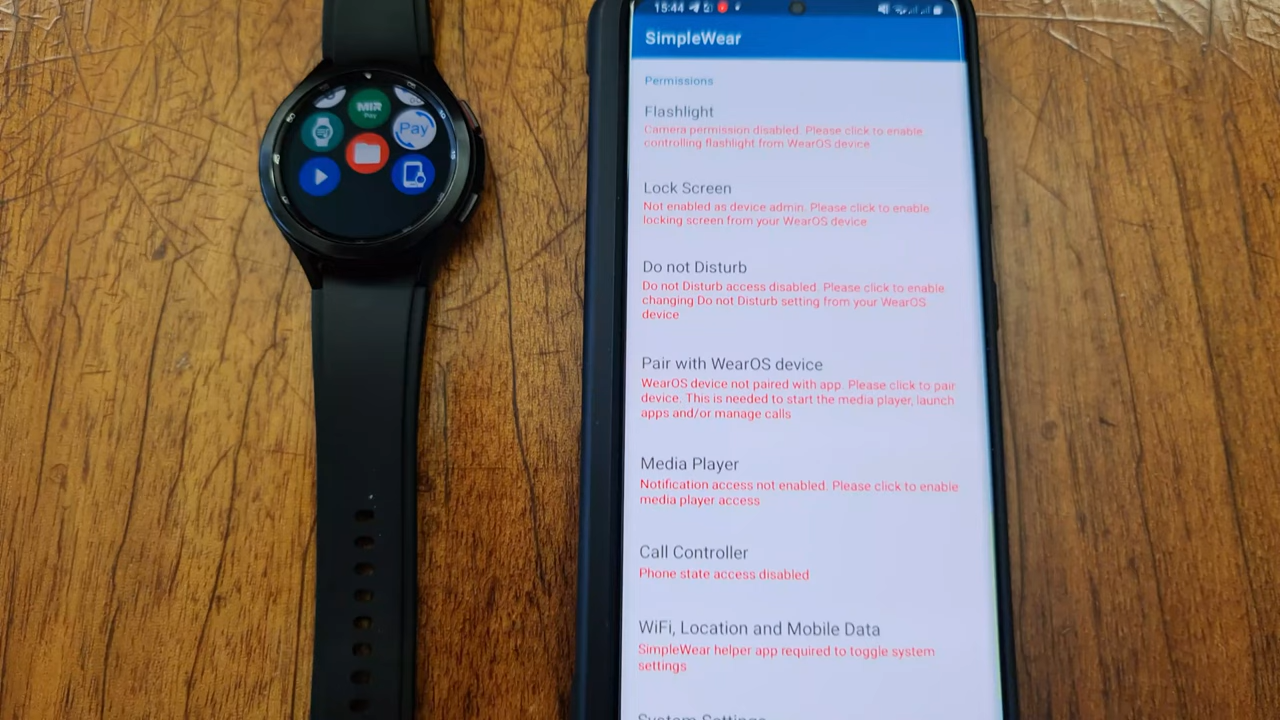 MIR
Pay
Pay
15:44
SimpleWear
Permissions
Flashlight
Camera permission disabled. Please click to enable
controlling flashlight from WearOS device
Lock Screen
Not enabled as device admin. Please click to enable
locking screen from your WearOS device
Do not Disturb
Do not Disturb access disabled. Please click to enable
changing Do not Disturb setting from your WearOS
device
Pair with WearOS device
WearOS device not paired with app. Please click to pair
device. This is needed to start the media player, launch
apps and/or manage calls
Media Player
Notification access not enabled. Please click to enable
media player access
Call Controller
Phone state access disabled
WiFi, Location and Mobile Data
SimpleWear helper app required to toggle system
settings
System Settings